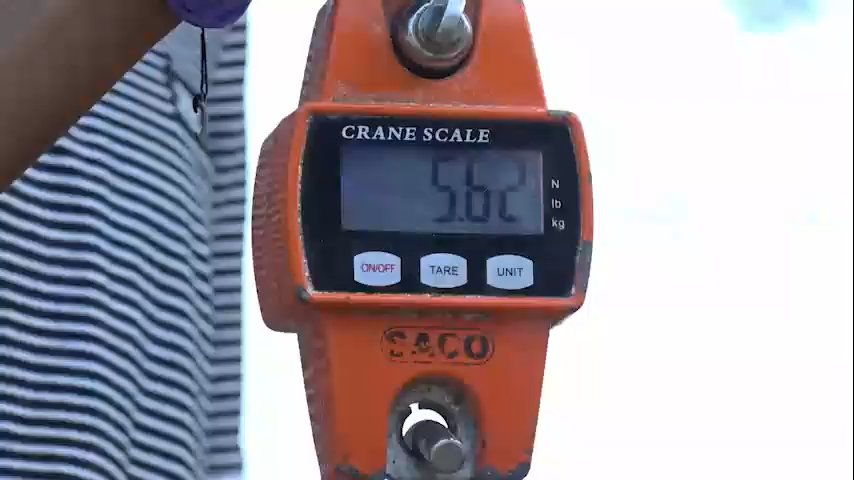 CRANE SCALE
5.62
N
lb
kg
ON/OFF TARE UNIT
SACO